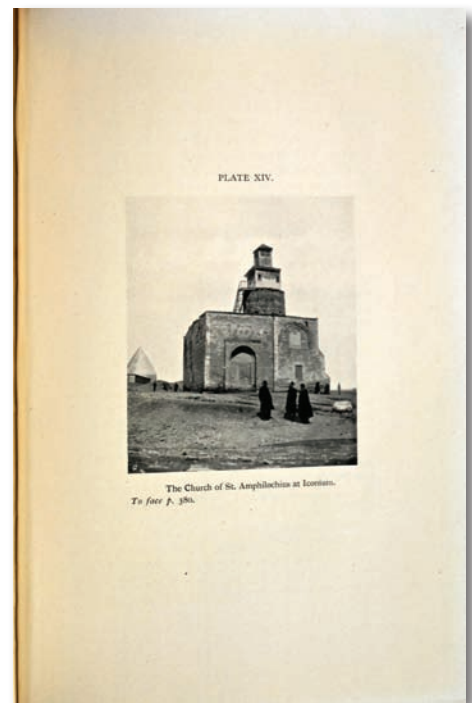 PLATE XIV.
The Church of St. Amphilochius at Iconium.
To face p. 380.